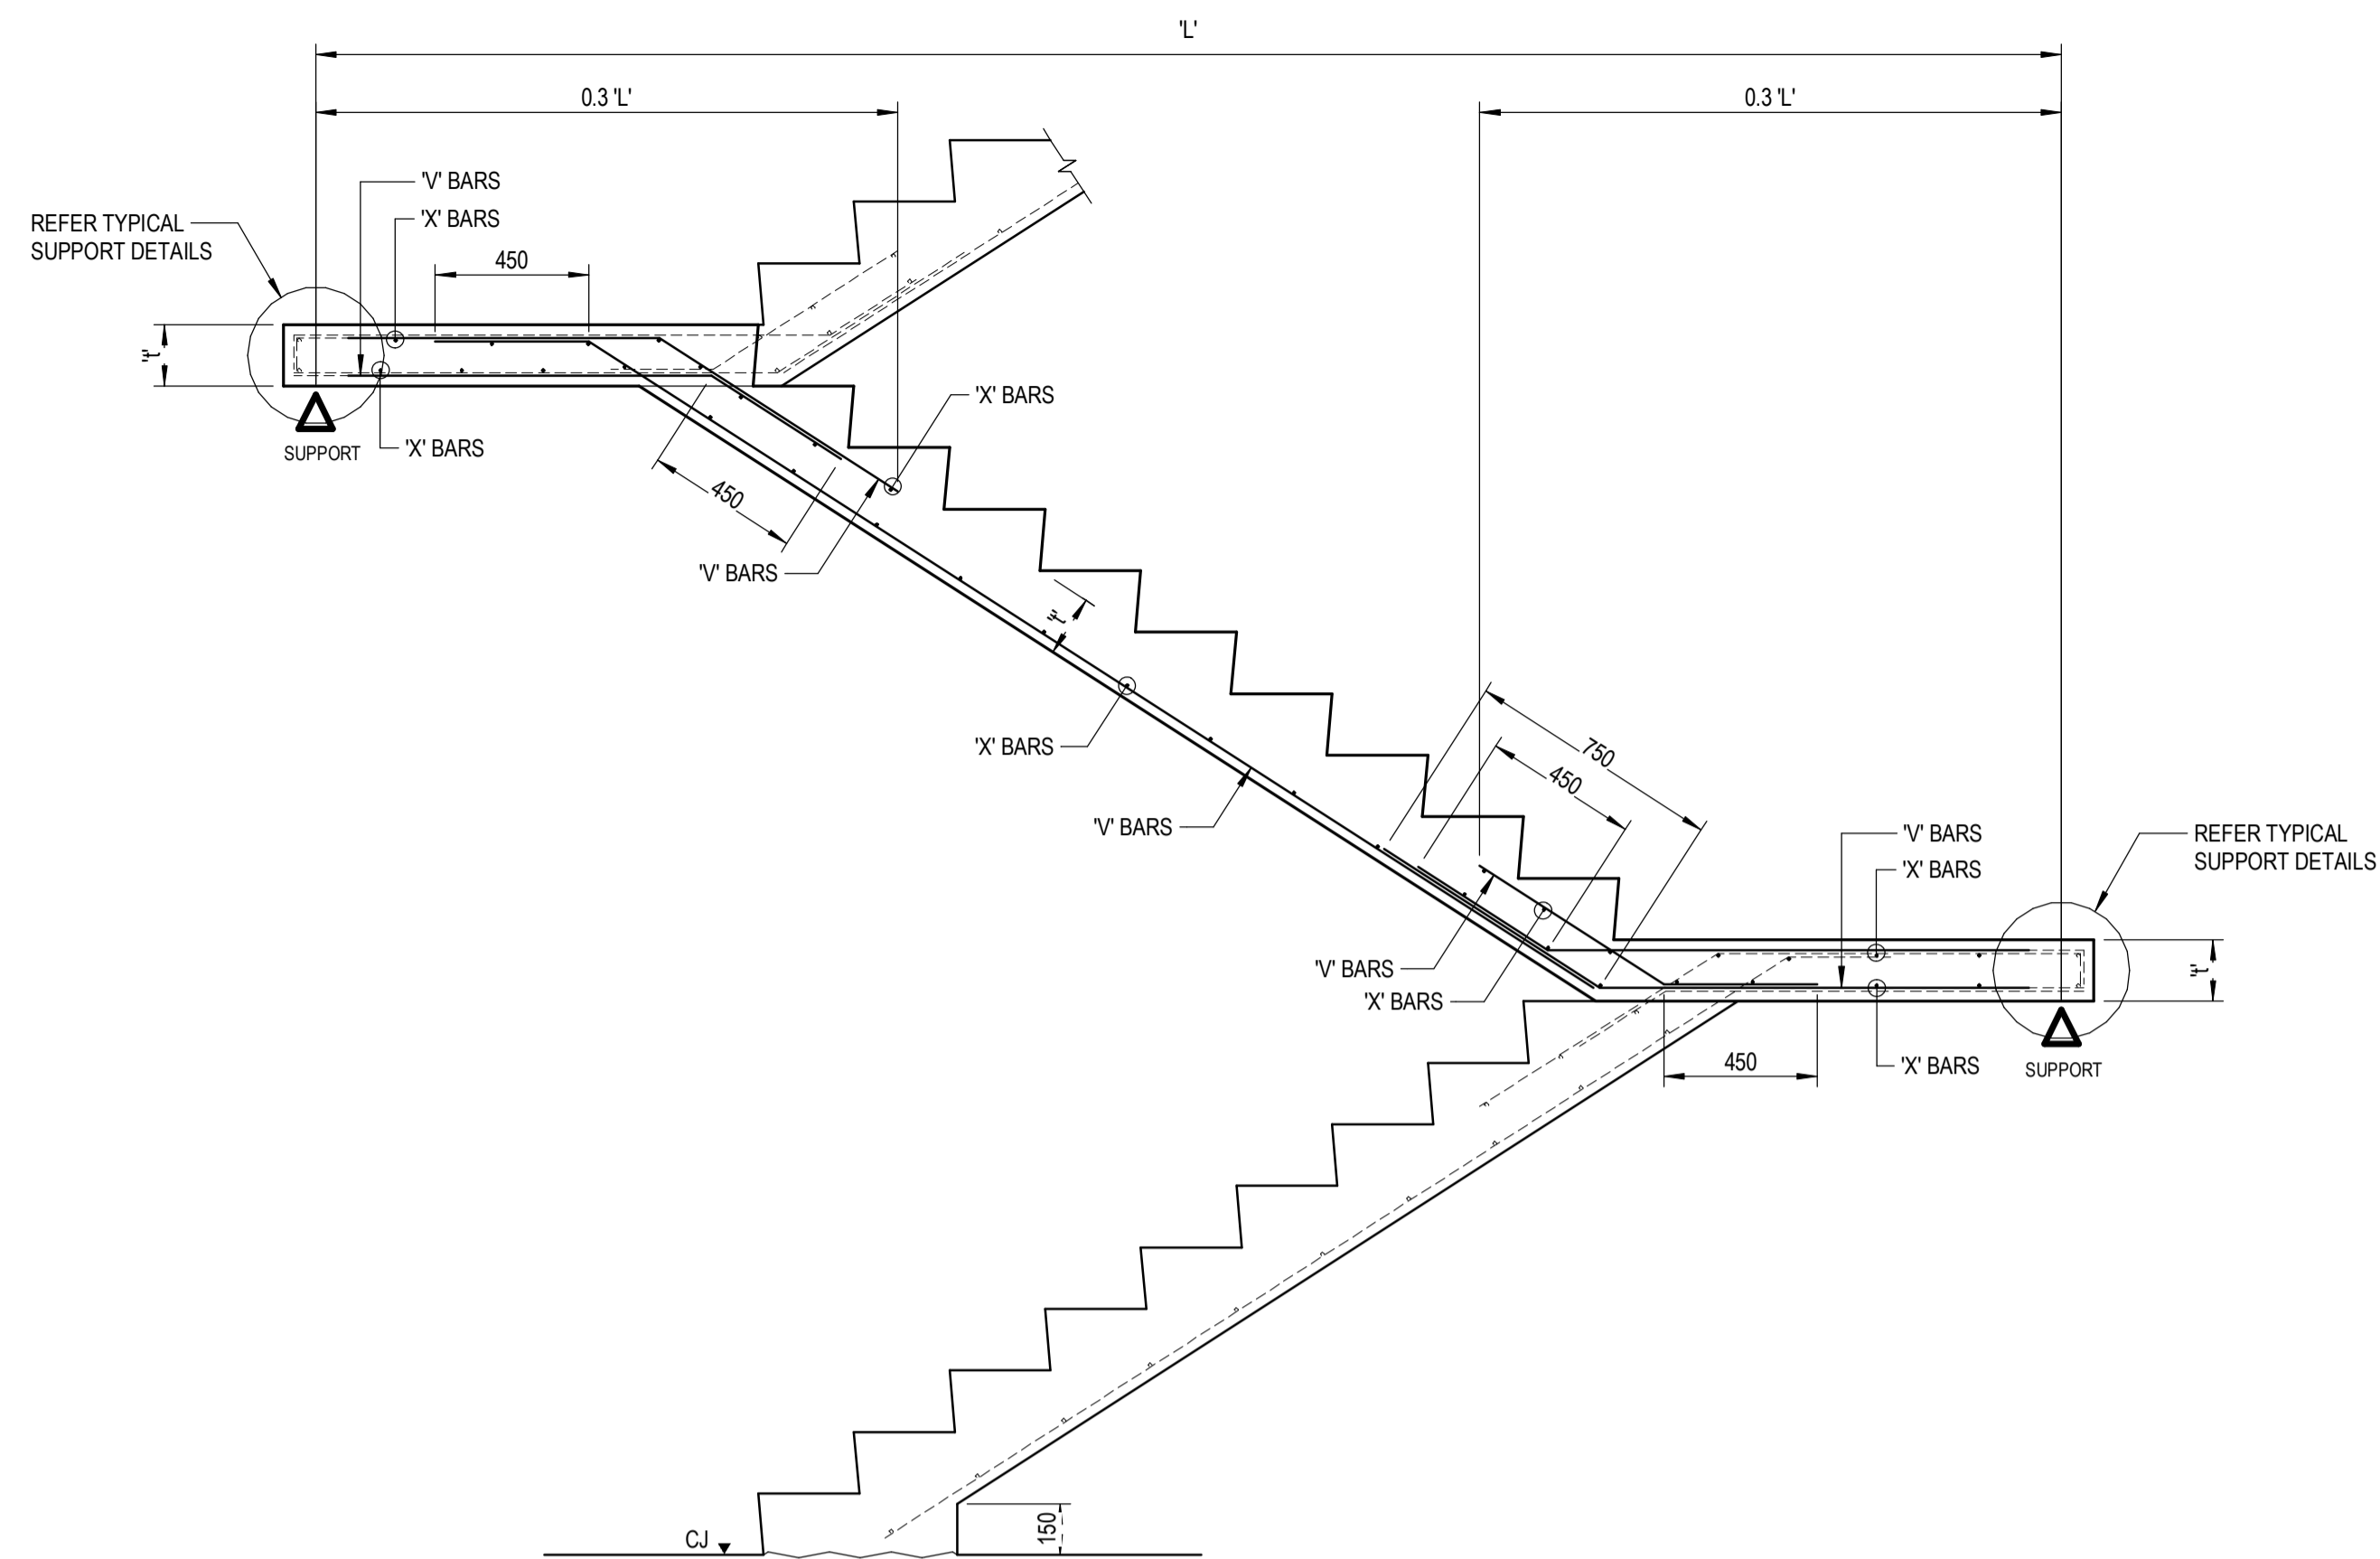 'L'
0.3 'L'
0.3 'L'
'V' BARS
'X' BARS
REFER TYPICAL
SUPPORT DETAILS
450
't'
'X' BARS
'X' BARS
SUPPORT
450
'V' BARS
't'
'X' BARS
750
450
'V' BARS
'V' BARS
'X' BARS
REFER TYPICAL
SUPPORT DETAILS
'V' BARS
'X' BARS
't'
450
'X' BARS
SUPPORT
150
CJ